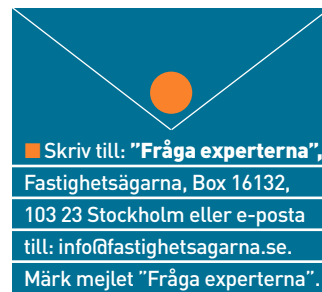 ■ Skriv till: ”Fråga experterna”,
Fastighetsägarna, Box 16132,
103 23 Stockholm eller e-posta
till: info@fastighetsagarna.se.
Märk mejlet ”Fråga experterna”.